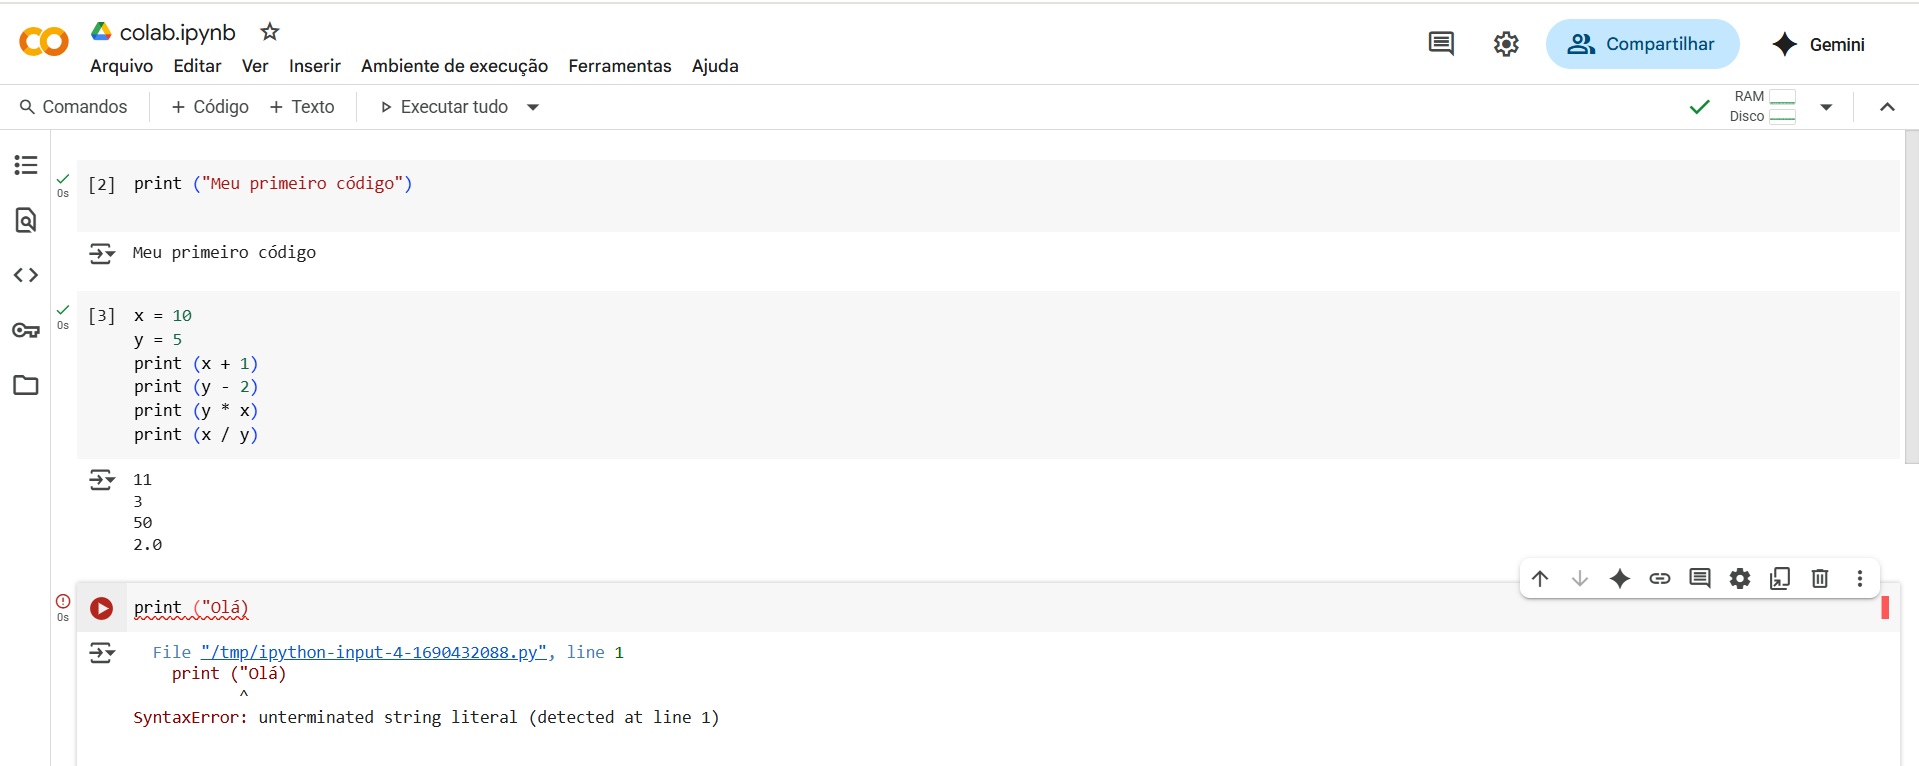 colab.ipynb
Arquivo Editar Ver Inserir Ambiente de execução Ferramentas Ajuda
Compartilhar
Gemini
Comandos + Código + Texto Executar tudo
RAM
Disco
0s
[2] print ("Meu primeiro código")
Meu primeiro código
0s
[3] x = 10
y = 5
print (x + 1)
print (y - 2)
print (y * x)
print (x / y)
11
3
50
2.0
0s
print ("Olá)
File "/tmp/ipython-input-4-1690432088.py", line 1
print ("Olá)
^
SyntaxError: unterminated string literal (detected at line 1)